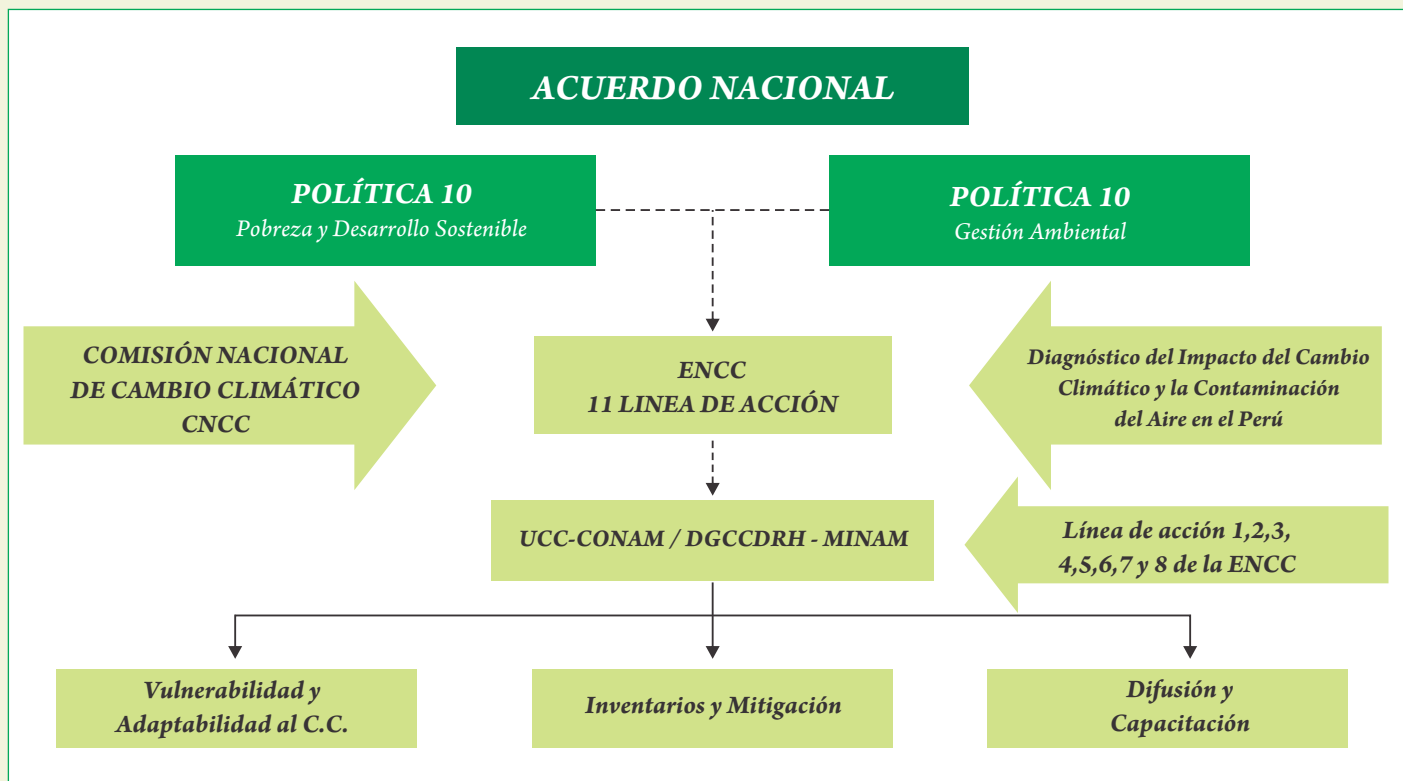 ACUERDO NACIONAL
POLÍTICA 10
Pobreza y Desarrollo Sostenible
POLÍTICA 10
Gestión Ambiental
COMISIÓN NACIONAL
DE CAMBIO CLIMÁTICO
CNCC
ENCC
11 LINEA DE ACCIÓN
Diagnóstico del Impacto del Cambio
Climático y la Contaminación
del Aire en el Perú
UCC-CONAM / DGCCDRH - MINAM
Línea de acción 1,2,3,
4,5,6,7 y 8 de la ENCC
Vulnerabilidad y
Adaptabilidad al C.C.
Inventarios y Mitigación
Difusión y
Capacitación